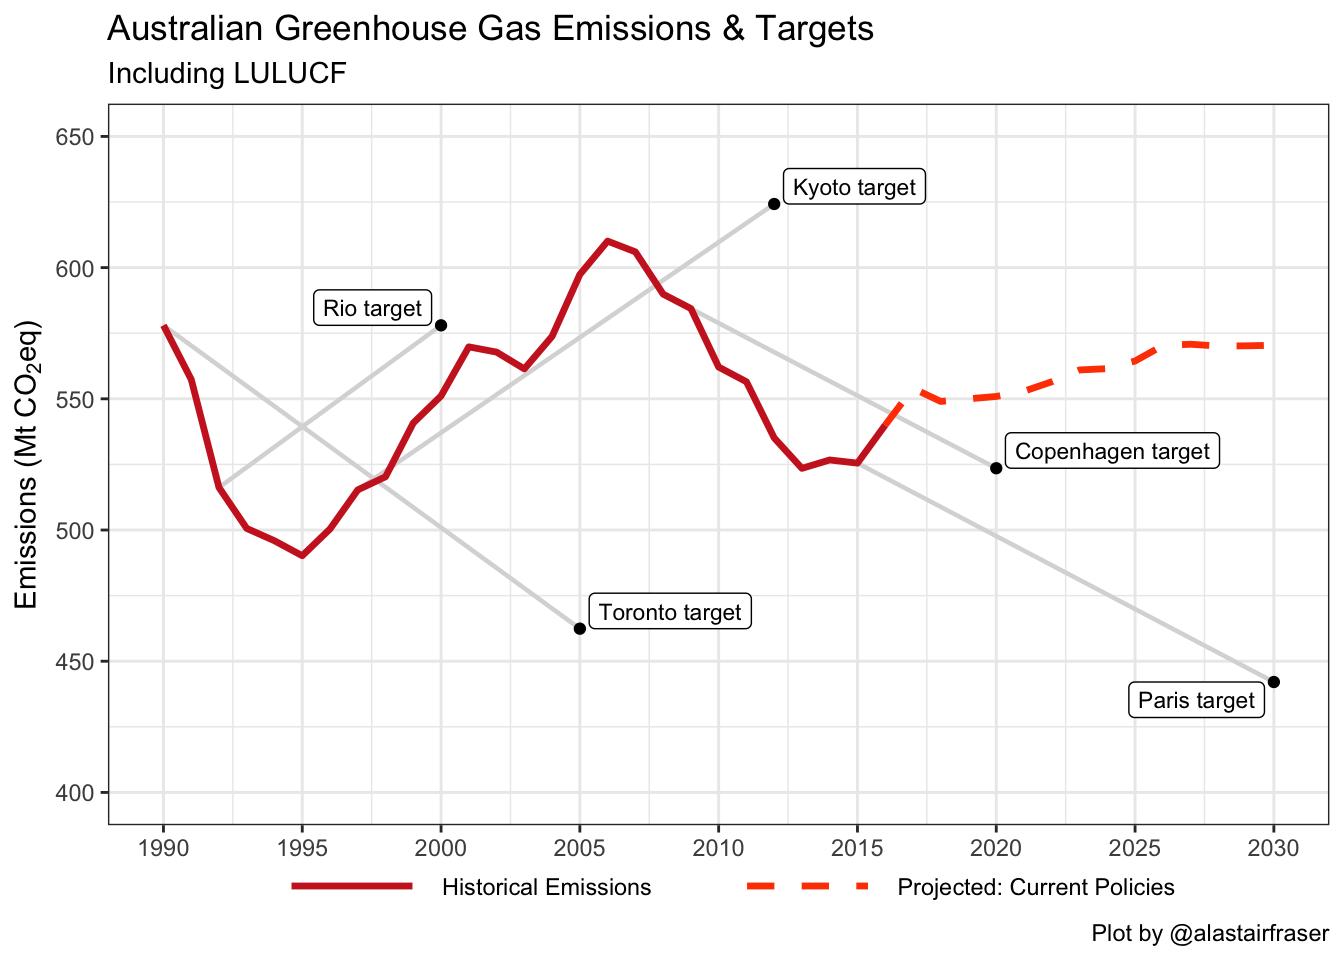 Australian Greenhouse Gas Emissions & Targets
Including LULUCF
Emissions (Mt CO₂eq)
650
600
550
500
450
400
Kyoto target
Rio target
Copenhagen target
Toronto target
Paris target
1990 1995 2000 2005 2010 2015 2020 2025 2030
Historical Emissions Projected: Current Policies
Plot by @alastairfraser